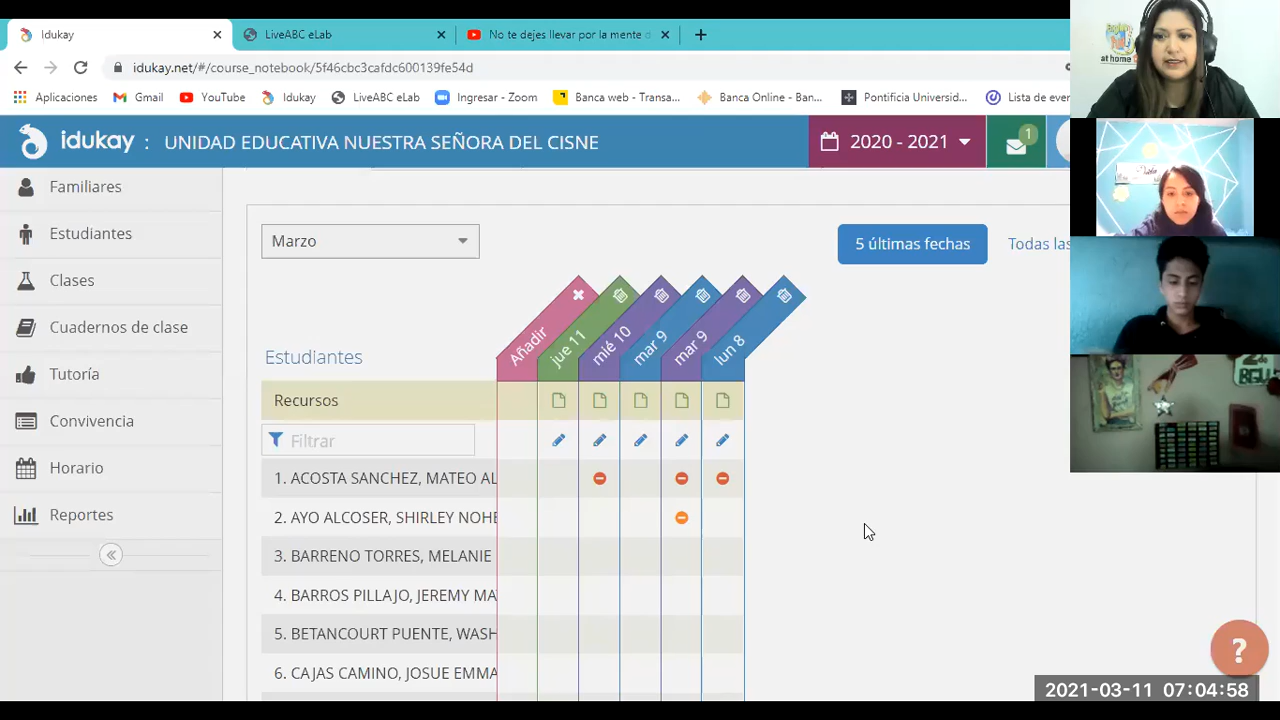 Idukay
LiveABC eLab
No te dejes llevar por la mente
idukay.net/#/course_notebook/5f46cbc3cafdc600139fe54d
Aplicaciones
Gmail
YouTube
Idukay
LiveABC eLab
Ingresar - Zoom
Banca web - Transa...
Banca Online - Ban...
Pontificia Universid...
Lista de eve
idukay : UNIDAD EDUCATIVA NUESTRA SEÑORA DEL CISNE
2020 - 2021
1
Familiares
Estudiantes
Clases
Cuadernos de clase
Tutoría
Convivencia
Horario
Reportes
Marzo
5 últimas fechas
Todas las
Añadir
jue 11
mié 10
mar 9
mar 9
lun 8
Estudiantes
Recursos
Filtrar
1. ACOSTA SANCHEZ, MATEO AL
2. AYO ALCOSER, SHIRLEY NOHE
3. BARRENO TORRES, MELANIE
4. BARROS PILLAJO, JEREMY MA
5. BETANCOURT PUENTE, WASH
6. CAJAS CAMINO, JOSUE EMMA
?
at home
2021-03-11 07:04:58